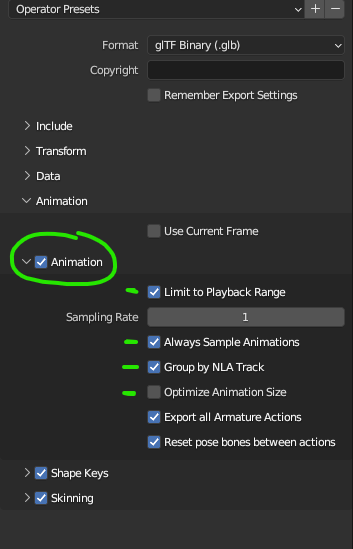 Operator Presets
Format glTF Binary (.glb)
Copyright
Remember Export Settings
Include
Transform
Data
Animation
Use Current Frame
Animation
Limit to Playback Range
Sampling Rate 1
Always Sample Animations
Group by NLA Track
Optimize Animation Size
Export all Armature Actions
Reset pose bones between actions
Shape Keys
Skinning